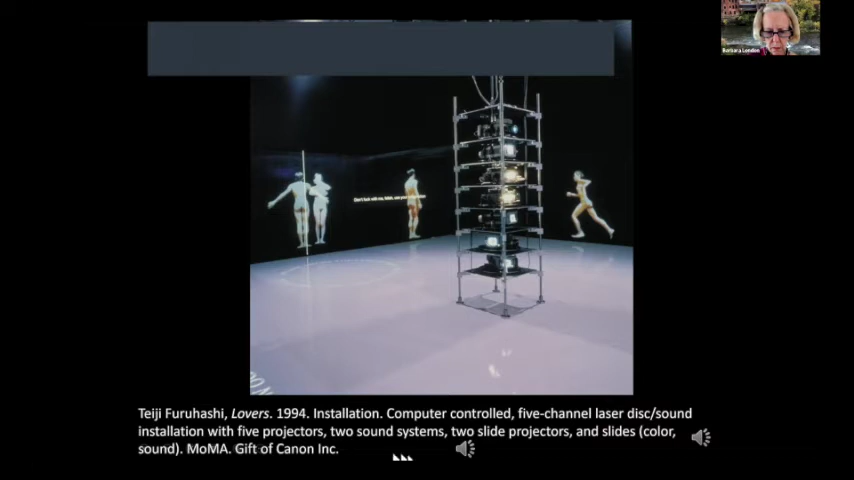 Barbara London
Teiji Furuhashi, Lovers. 1994. Installation. Computer controlled, five-channel laser disc/sound
installation with five projectors, two sound systems, two slide projectors, and slides (color,
sound). MoMA. Gift of Canon Inc.